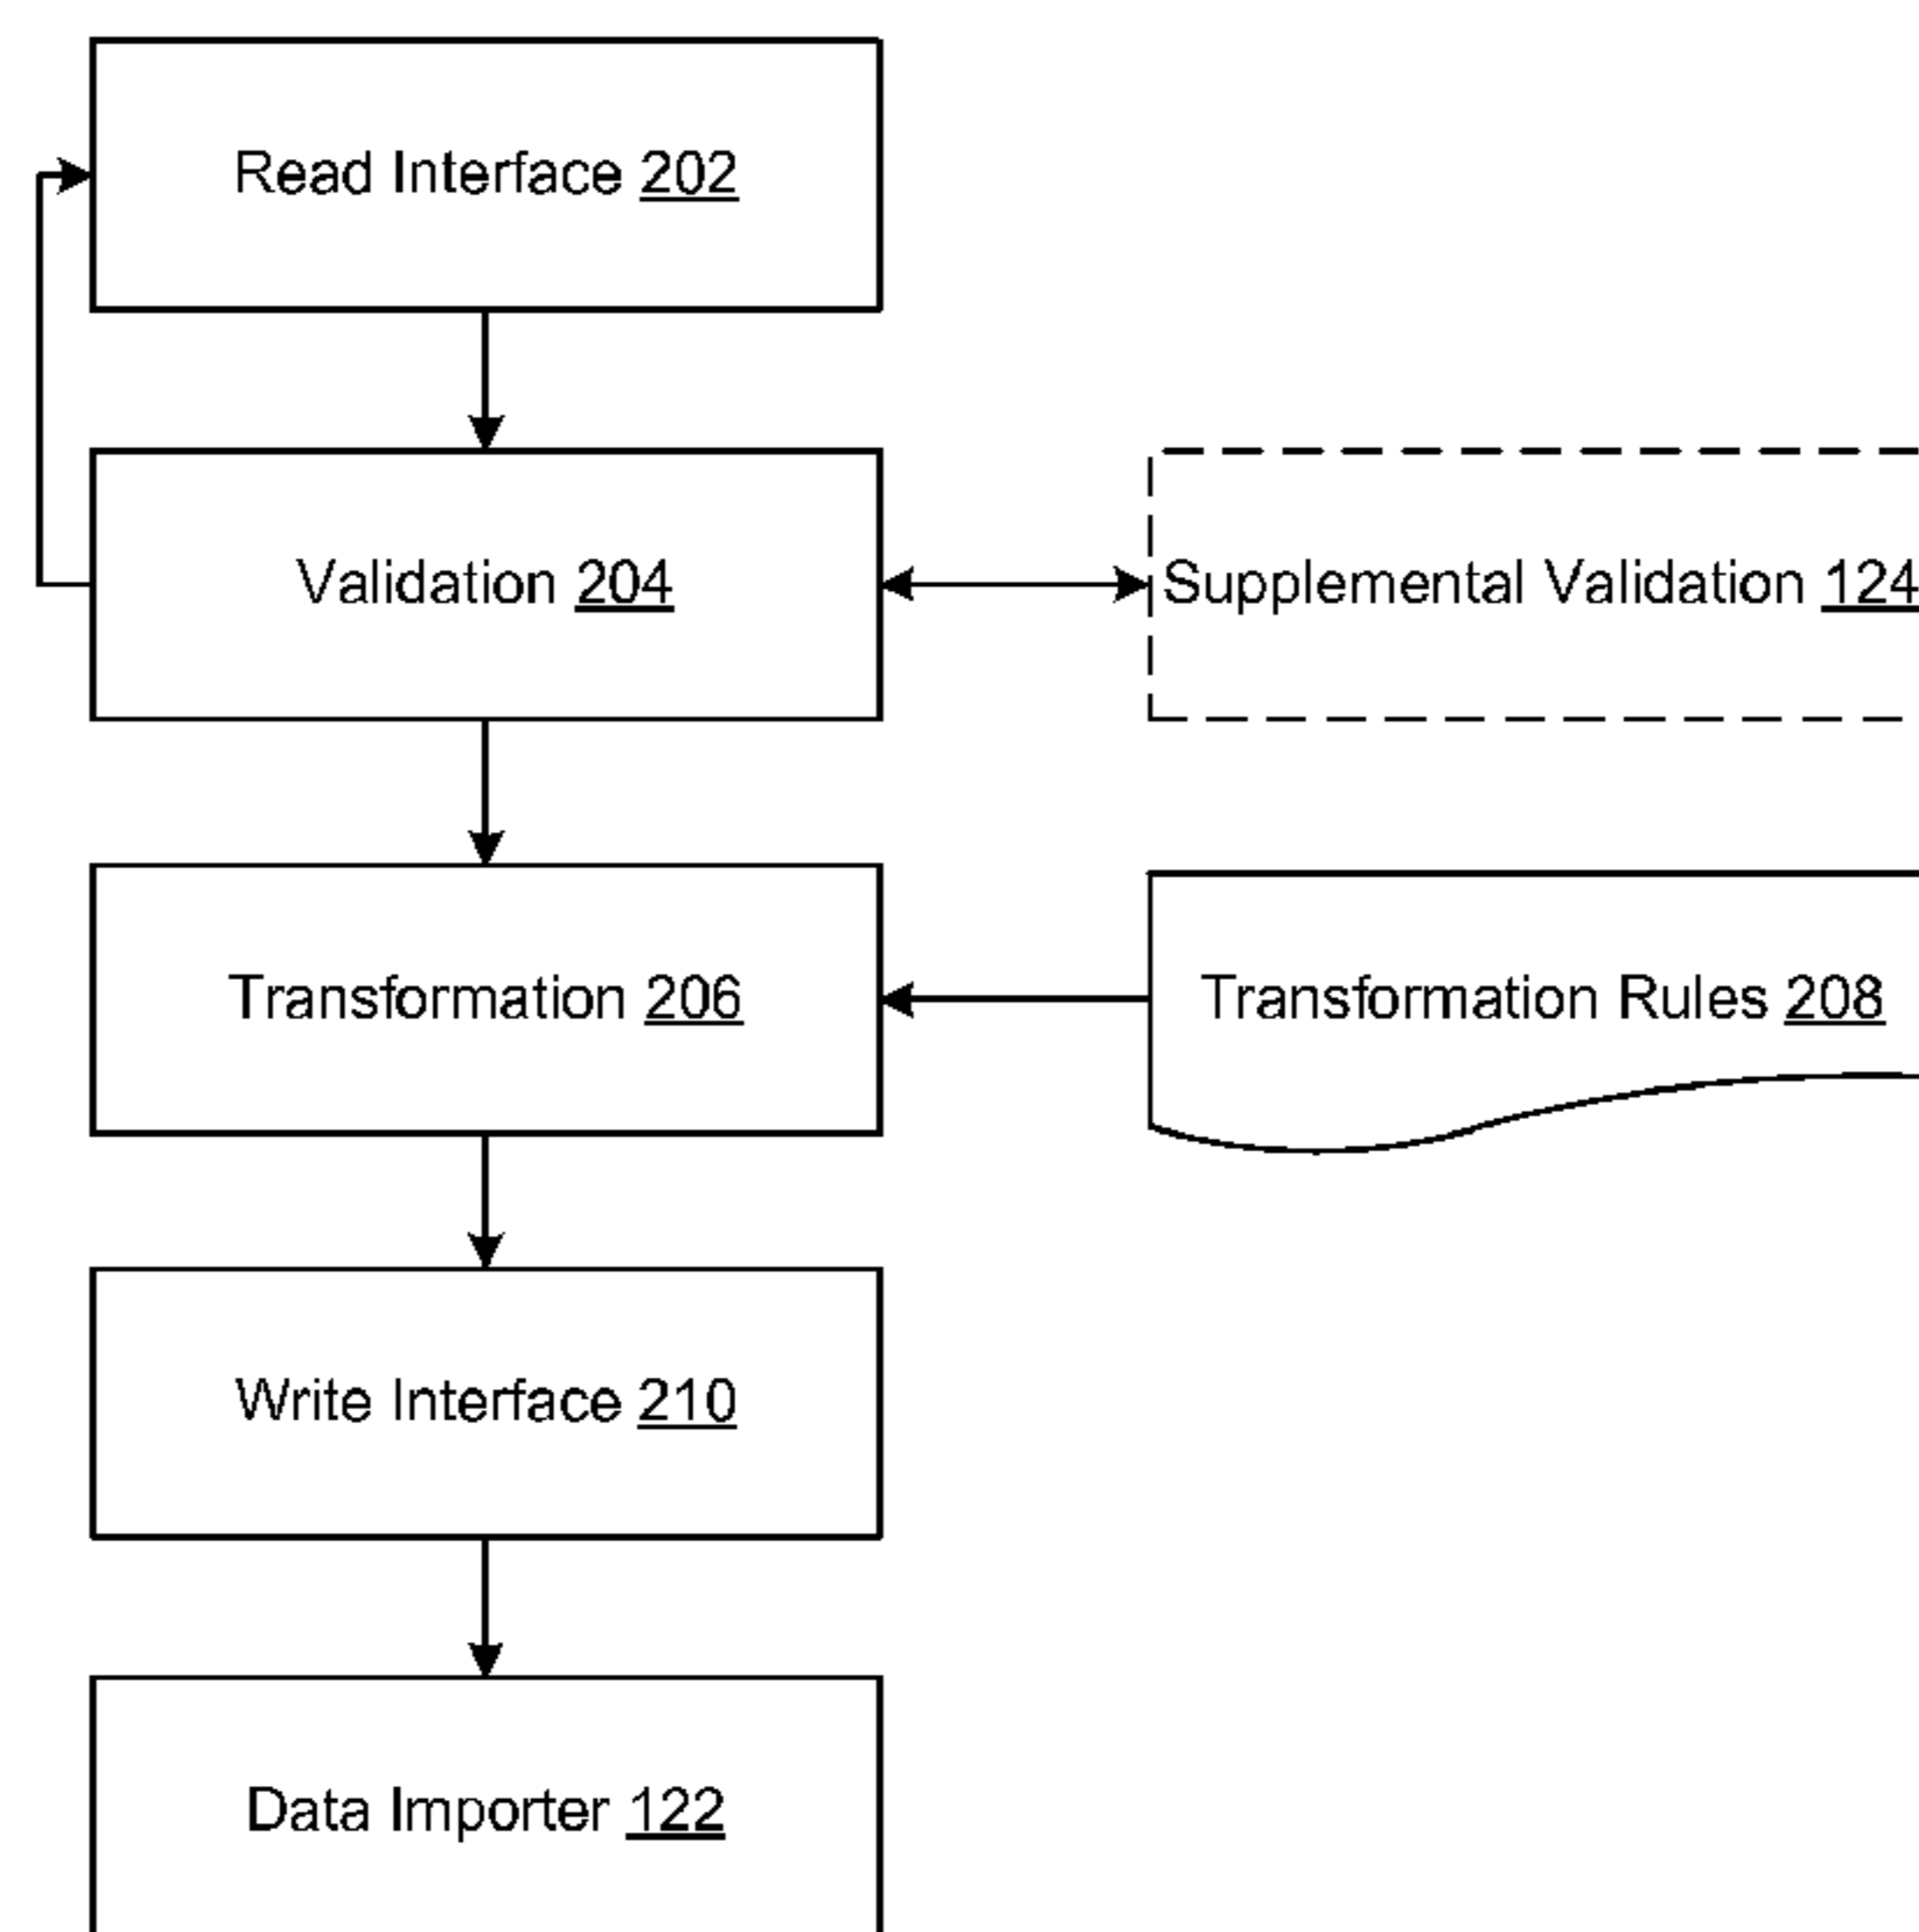 Read Interface 202
Validation 204
Supplemental Validation 124
Transformation 206
Transformation Rules 208
Write Interface 210
Data Importer 122